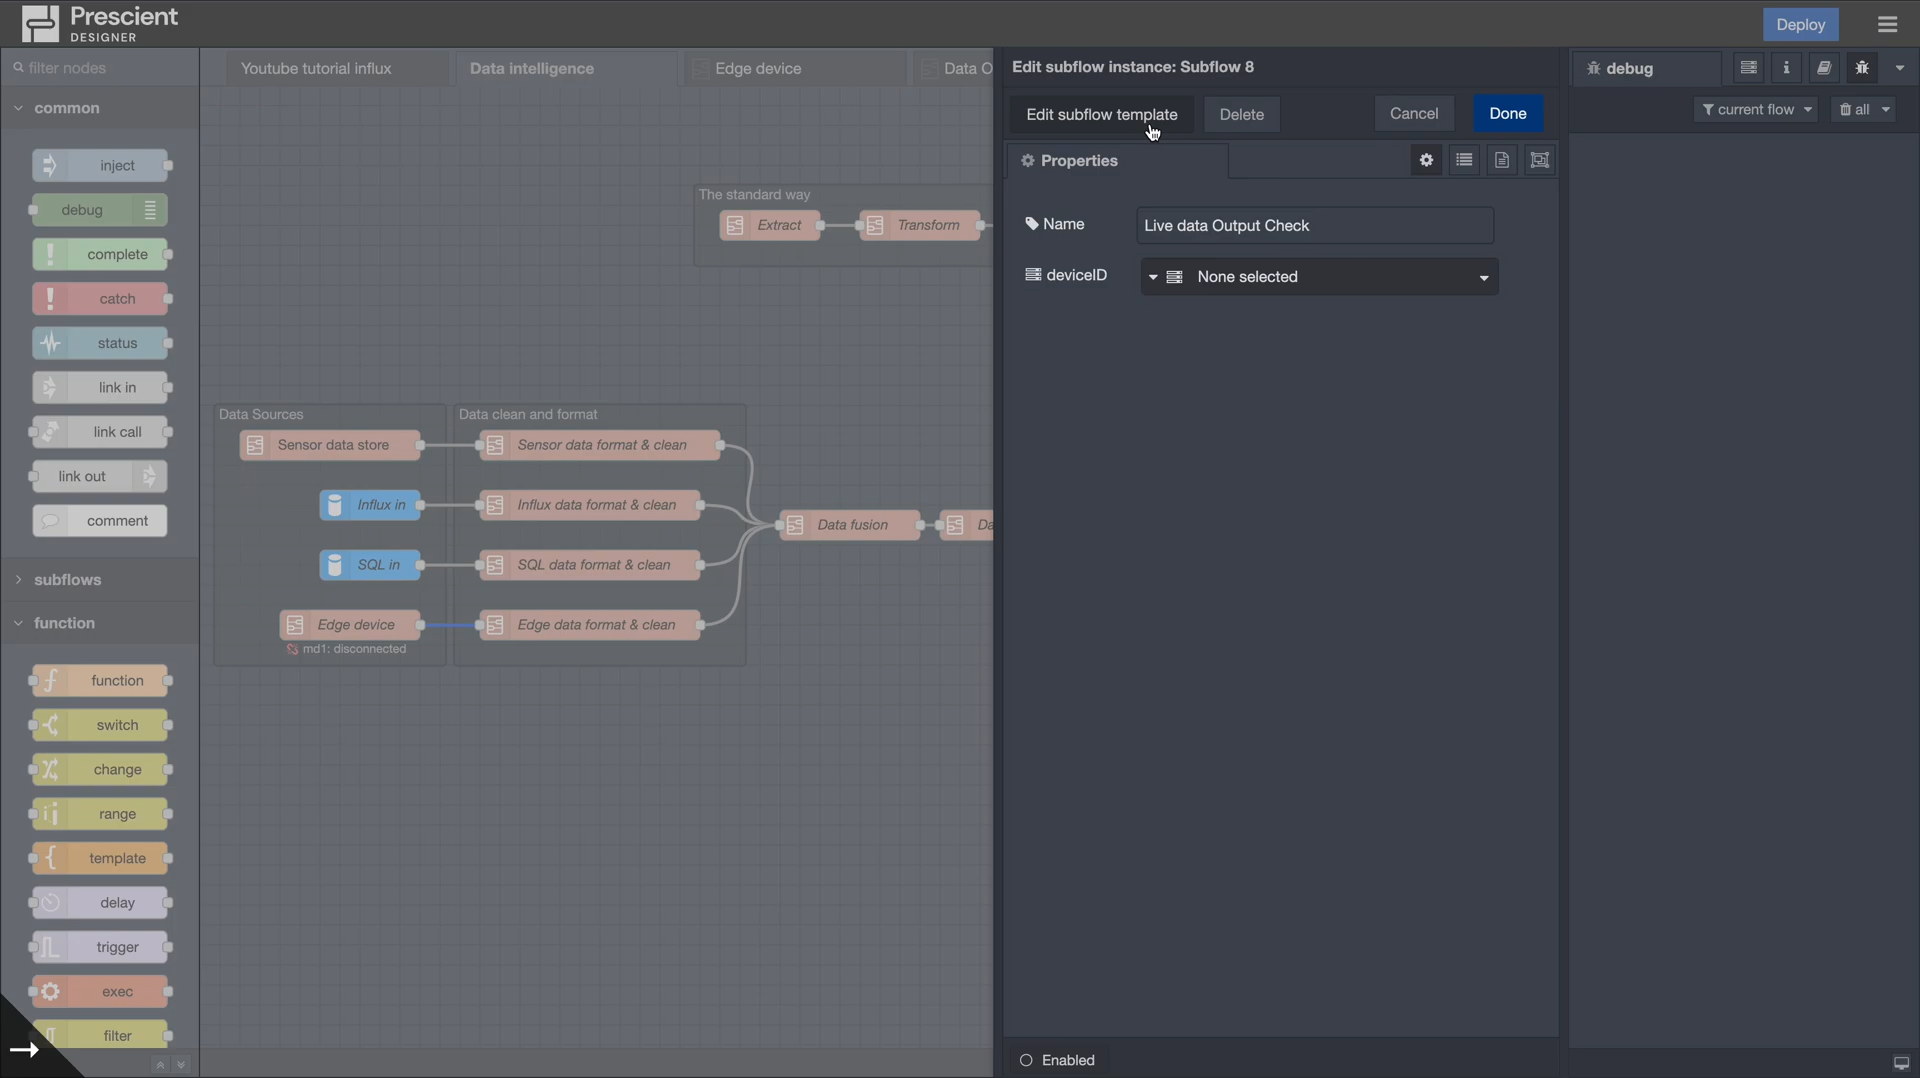 Prescient
DESIGNER
Deploy
filter nodes
Youtube tutorial influx
Data intelligence
Edge device
Data O
Edit subflow instance: Subflow 8
debug
common
Edit subflow template
Delete
Cancel
Done
current flow
all
Properties
inject
debug
complete
catch
status
link in
link call
link out
comment
subflows
function
function
switch
change
range
template
delay
trigger
exec
filter
The standard way
Extract
Transform
Name
Live data Output Check
deviceID
None selected
Data Sources
Data clean and format
Sensor data store
Sensor data format & clean
Influx in
Influx data format & clean
Data fusion
Da
SQL in
SQL data format & clean
Edge device
Edge data format & clean
md1: disconnected
Enabled